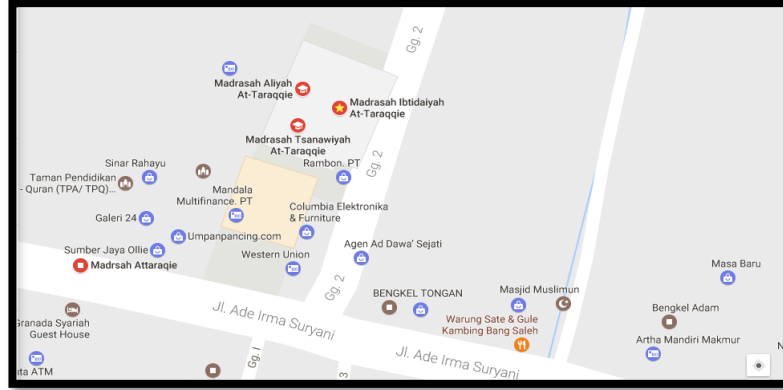 Gg. 2
Madrasah Aliyah
At-Taraqqie
Madrasah Ibtidaiyah
At-Taraqqie
Madrasah Tsanawiyah
At-Taraqqie
Sinar Rahayu
Rambon. PT
Gg. 2
Taman Pendidikan
- Quran (TPA/ TPQ)...
Mandala
Multifinance. PT
Galeri 24
Columbia Elektronika
& Furniture
Umpanpancing.com
Agen Ad Dawa' Sejati
Sumber Jaya Ollie
Western Union
Madrsah Attaraqie
Masa Baru
Gg. 2
BENGKEL TONGAN
Masjid Muslimun
Jl. Ade Irma Suryani
Bengkel Adam
Granada Syariah
Guest House
Warung Sate & Gule
Kambing Bang Saleh
Artha Mandiri Makmur
N
Jl. Ade Irma Suryani
Gg. I
3
ta ATM